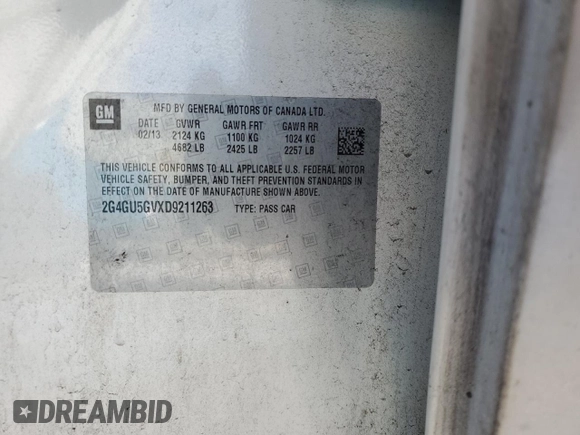 GM
MFD BY GENERAL MOTORS OF CANADA LTD.
DATE GVWR GAWR FRT GAWR RR
02/13 2124 KG 1100 KG 1024 KG
4682 LB 2425 LB 2257 LB
THIS VEHICLE CONFORMS TO ALL APPLICABLE U.S. FEDERAL MOTOR
VEHICLE SAFETY, BUMPER, AND THEFT PREVENTION STANDARDS IN
EFFECT ON THE DATE OF MANUFACTURE SHOWN ABOVE.
2G4GU5GVXD9211263 TYPE: PASS CAR
DREAMBID